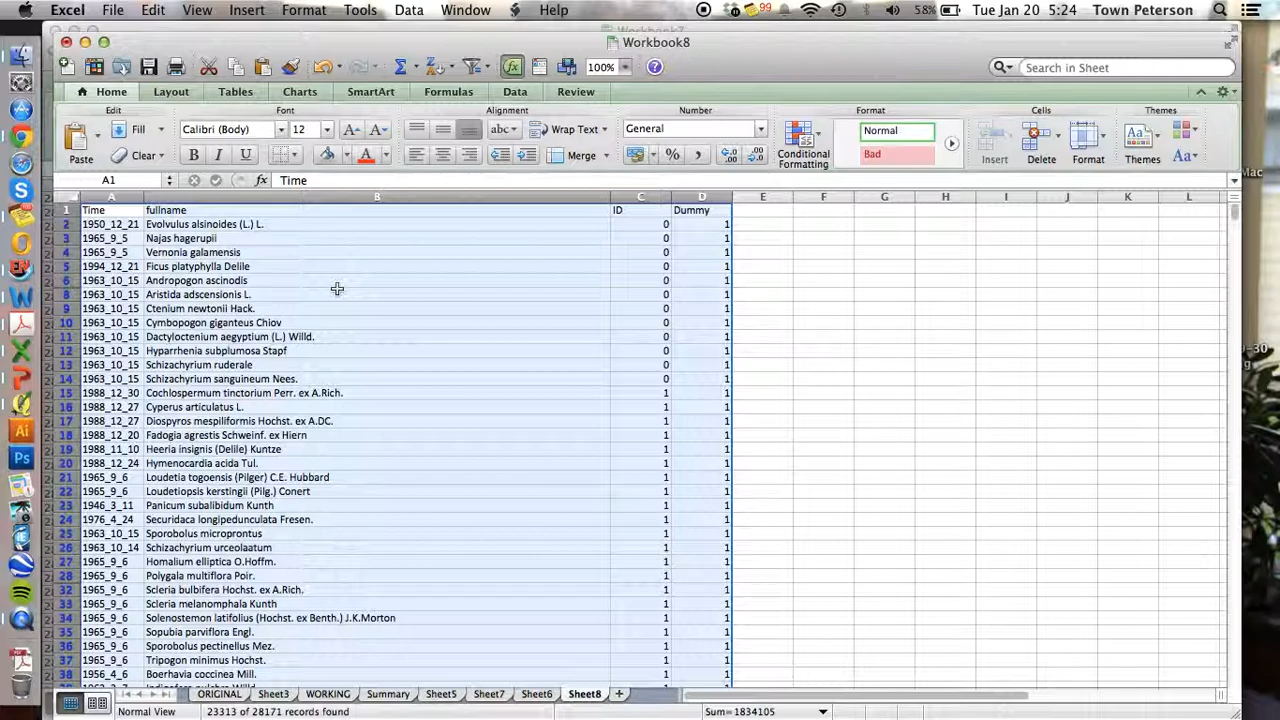 Excel File Edit View Insert Format Tools Data Window Help 99 58% Tue Jan 20 5:24 Town Peterson
Workbook8
100% Search in Sheet
Home Layout Tables Charts SmartArt Formulas Data Review
Edit Font Alignment Number Format Cells Themes
Fill Calibri (Body) 12 abc Wrap Text General Normal
Paste Clear B I U Merge % Conditional Formatting Bad Insert Delete Format Themes Aa
A1 fx Time
A B C D E F G H I J K L
1 Time fullname ID Dummy
2 1950_12_21 Evolvulus alsinoides (L.) L. 0 1
3 1965_9_5 Najas hagerupii 0 1
4 1965_9_5 Vernonia galamensis 0 1
5 1994_12_21 Ficus platyphylla Delile 0 1
6 1963_10_15 Andropogon ascinodis 0 1
8 1963_10_15 Aristida adscensionis L. 0 1
9 1963_10_15 Ctenium newtonii Hack. 0 1
10 1963_10_15 Cymbopogon giganteus Chiov 0 1
11 1963_10_15 Dactyloctenium aegyptium (L.) Willd. 0 1
12 1963_10_15 Hyparrhenia subplumosa Stapf 0 1
13 1963_10_15 Schizachyrium ruderale 0 1
14 1963_10_15 Schizachyrium sanguineum Nees. 0 1
15 1988_12_30 Cochlospermum tinctorium Perr. ex A.Rich. 1 1
16 1988_12_27 Cyperus articulatus L. 1 1
17 1988_12_27 Diospyros mespiliformis Hochst. ex A.DC. 1 1
18 1988_12_20 Fadogia agrestis Schweinf. ex Hiern 1 1
19 1988_11_10 Heeria insignis (Delile) Kuntze 1 1
20 1988_12_24 Hymenocardia acida Tul. 1 1
21 1965_9_6 Loudetia togoensis (Pilger) C.E. Hubbard 1 1
22 1965_9_6 Loudetiopsis kerstingii (Pilg.) Conert 1 1
23 1946_3_11 Panicum subalbidum Kunth 1 1
24 1976_4_24 Securidaca longipedunculata Fresen. 1 1
25 1963_10_15 Sporobolus microprontus 1 1
26 1963_10_14 Schizachyrium urceolaatum 1 1
27 1965_9_6 Homalium elliptica O.Hoffm. 1 1
28 1965_9_6 Polygala multiflora Poir. 1 1
32 1965_9_6 Scleria bulbifera Hochst. ex A.Rich. 1 1
33 1965_9_6 Scleria melanomphala Kunth 1 1
34 1965_9_6 Solenostemon latifolius (Hochst. ex Benth.) J.K.Morton 1 1
35 1965_9_6 Sopubia parviflora Engl. 1 1
36 1965_9_6 Sporobolus pectinellus Mez. 1 1
37 1965_9_6 Tripogon minimus Hochst. 1 1
38 1956_4_6 Boerhavia coccinea Mill. 1 1
ORIGINAL Sheet3 WORKING Summary Sheet5 Sheet7 Sheet6 Sheet8 +
Normal View 23313 of 28171 records found Sum=1834105